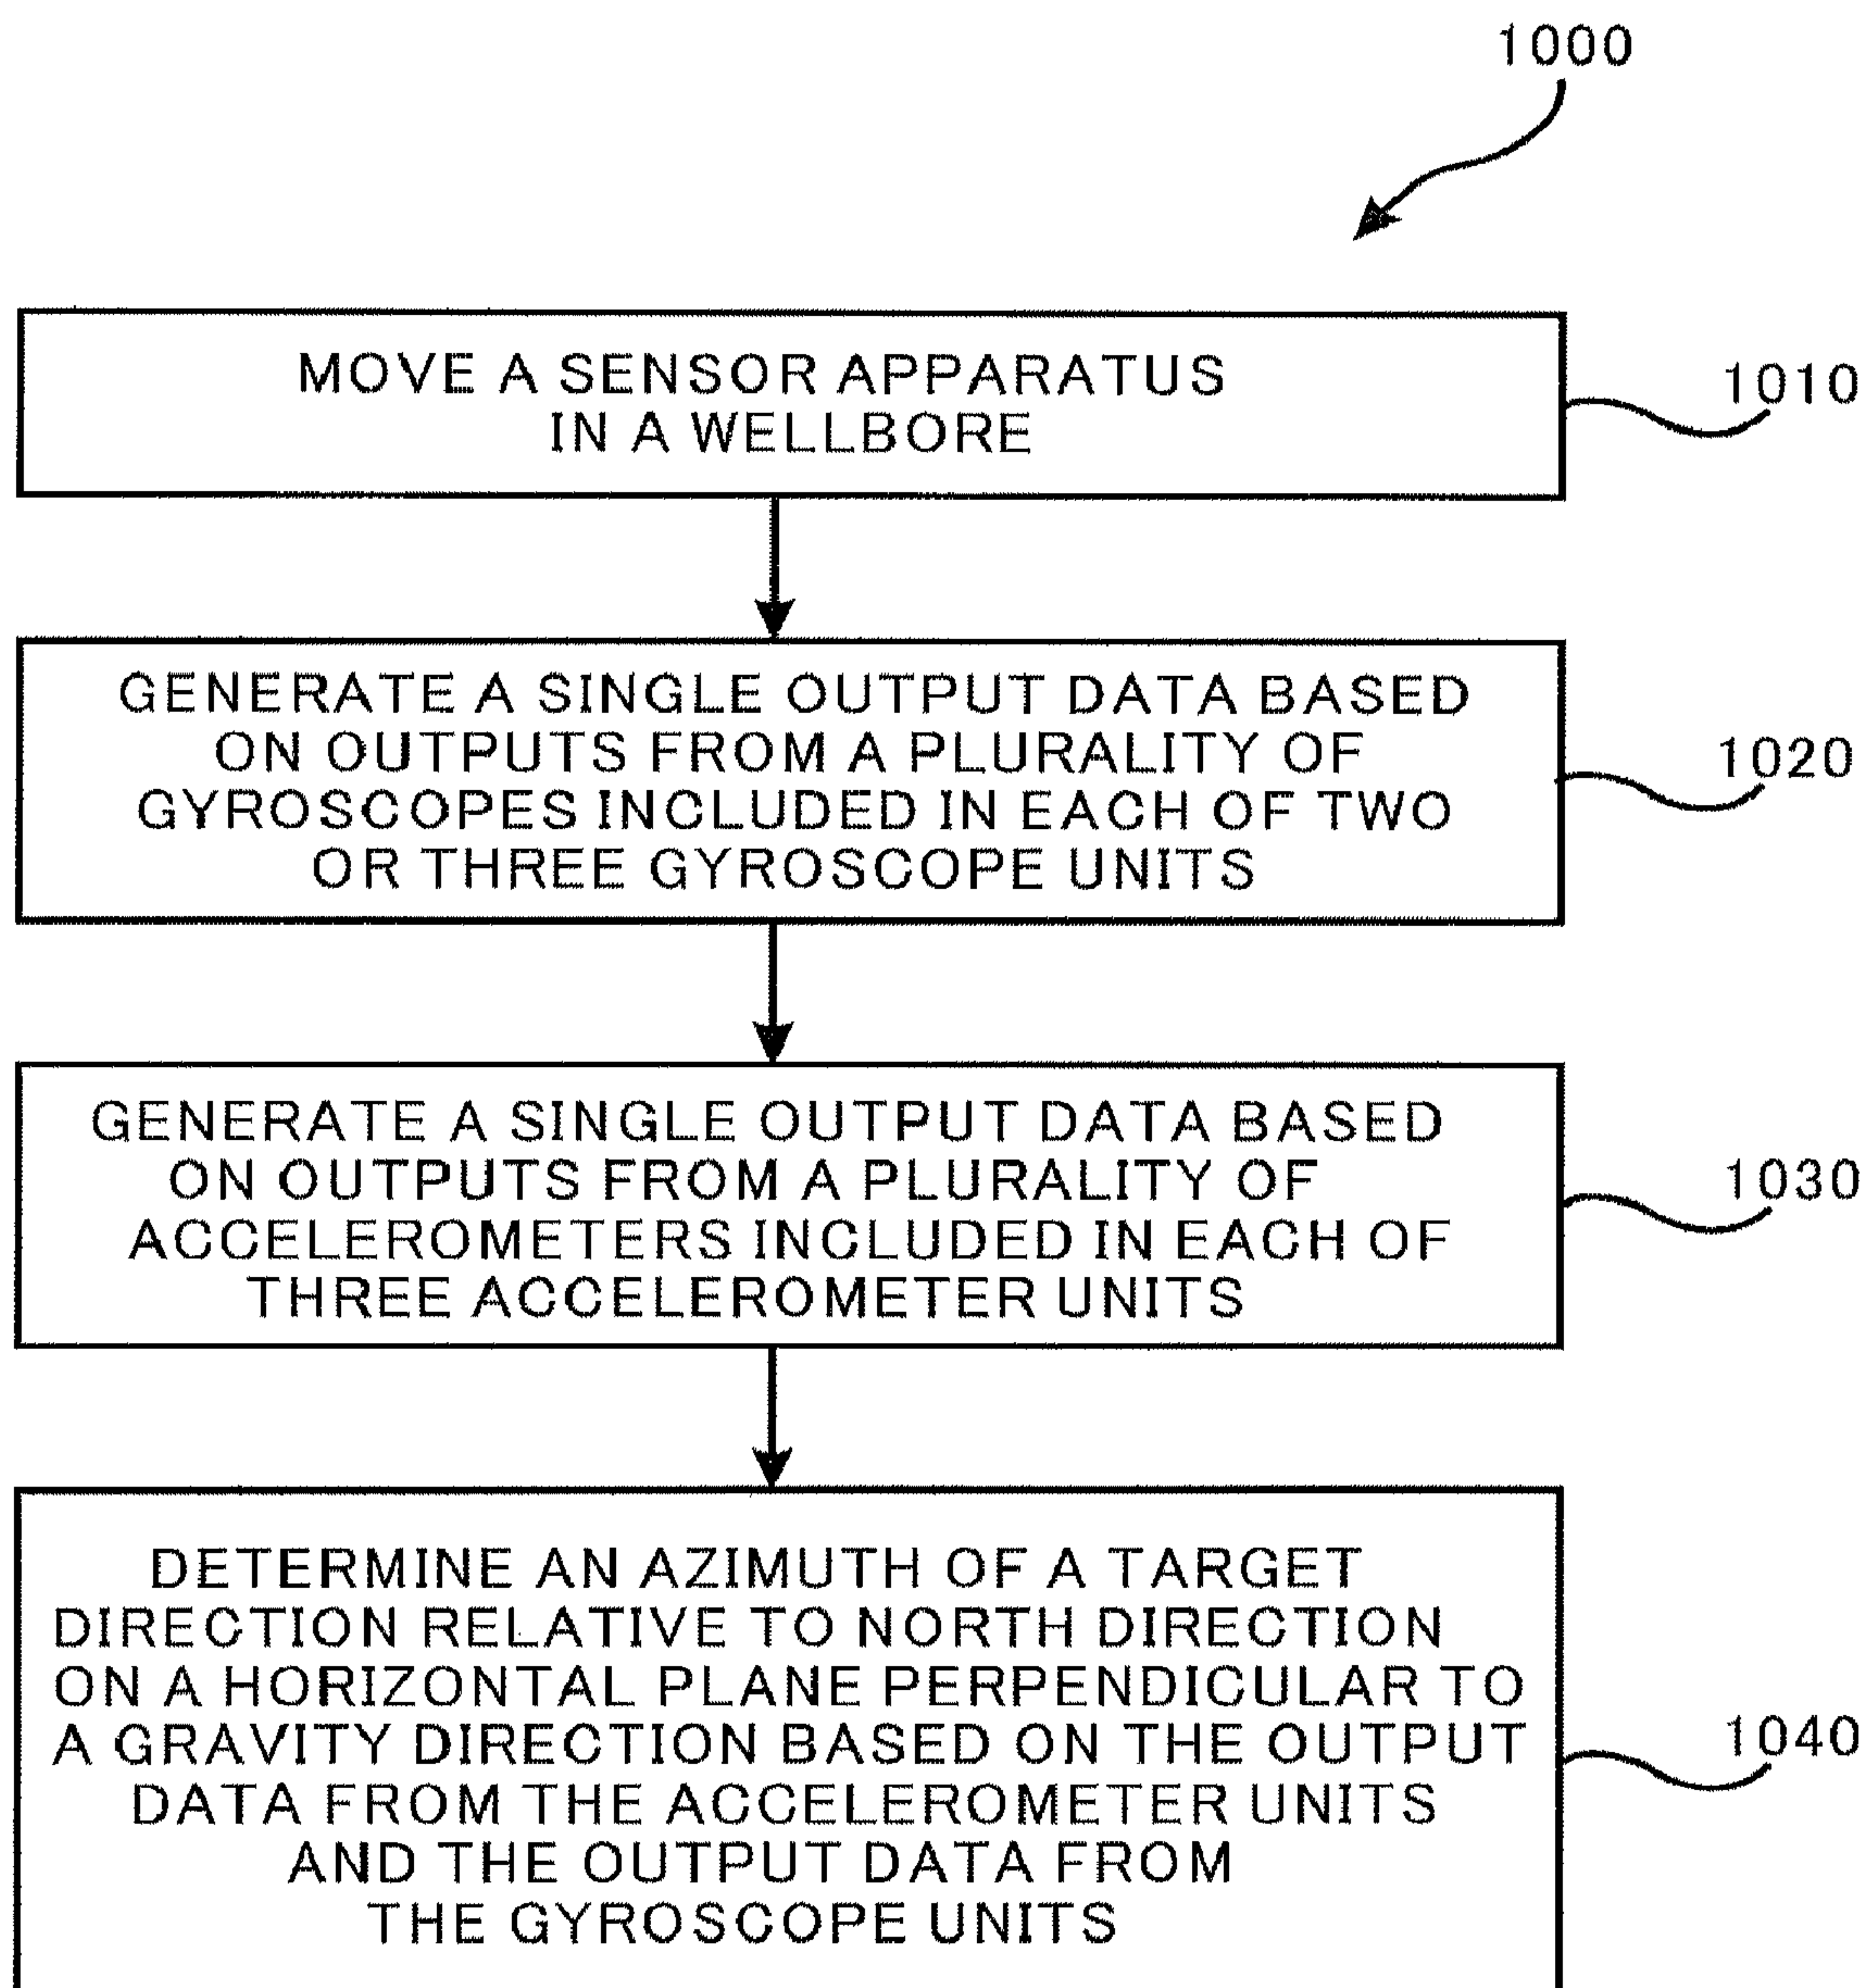 1000
MOVE A SENSOR APPARATUS
IN A WELLBORE
1010
GENERATE A SINGLE OUTPUT DATA BASED
ON OUTPUTS FROM A PLURALITY OF
GYROSCOPES INCLUDED IN EACH OF TWO
OR THREE GYROSCOPE UNITS
1020
GENERATE A SINGLE OUTPUT DATA BASED
ON OUTPUTS FROM A PLURALITY OF
ACCELEROMETERS INCLUDED IN EACH OF
THREE ACCELEROMETER UNITS
1030
DETERMINE AN AZIMUTH OF A TARGET
DIRECTION RELATIVE TO NORTH DIRECTION
ON A HORIZONTAL PLANE PERPENDICULAR TO
A GRAVITY DIRECTION BASED ON THE OUTPUT
DATA FROM THE ACCELEROMETER UNITS
AND THE OUTPUT DATA FROM
THE GYROSCOPE UNITS
1040